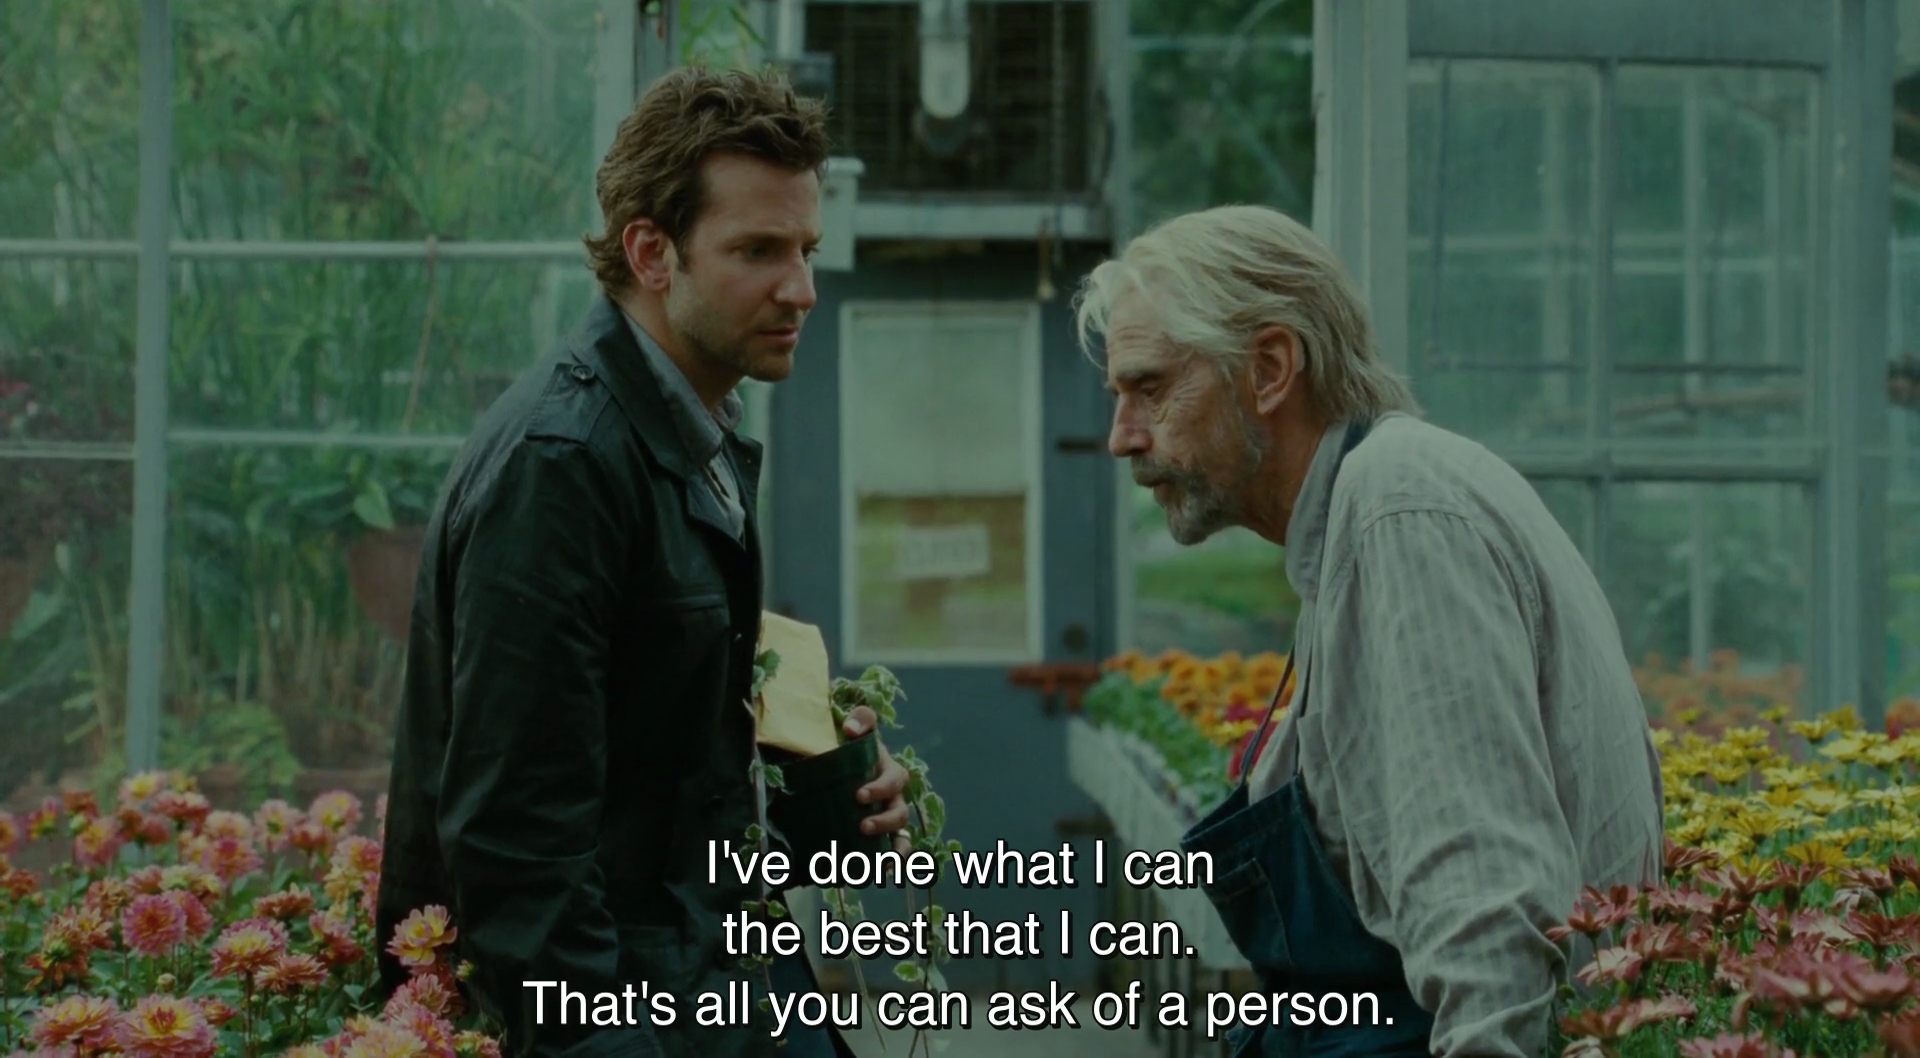 I've done what I can
the best that I can.
That's all you can ask of a person.